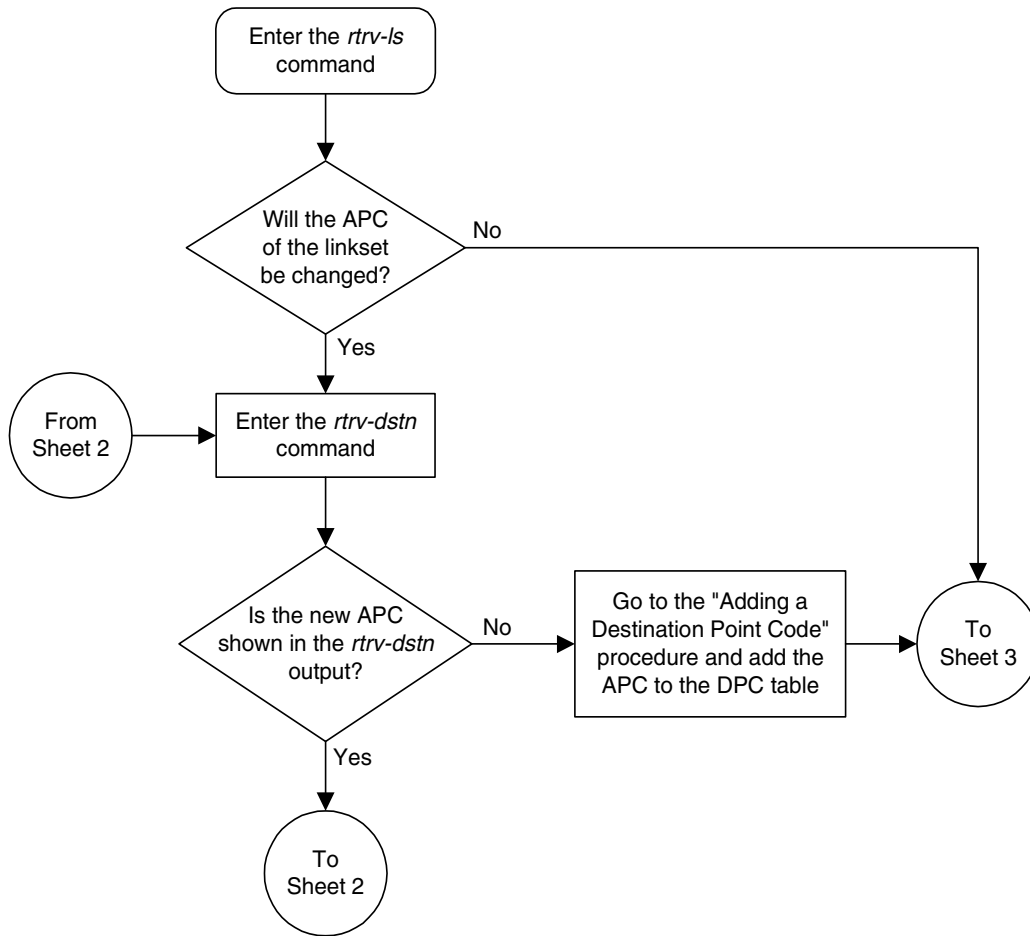 Enter the rtrv-ls
command
Will the APC
of the linkset
be changed?
No
Yes
From
Sheet 2
Enter the rtrv-dstn
command
Is the new APC
shown in the rtrv-dstn
output?
No
Go to the "Adding a
Destination Point Code"
procedure and add the
APC to the DPC table
To
Sheet 3
Yes
To
Sheet 2